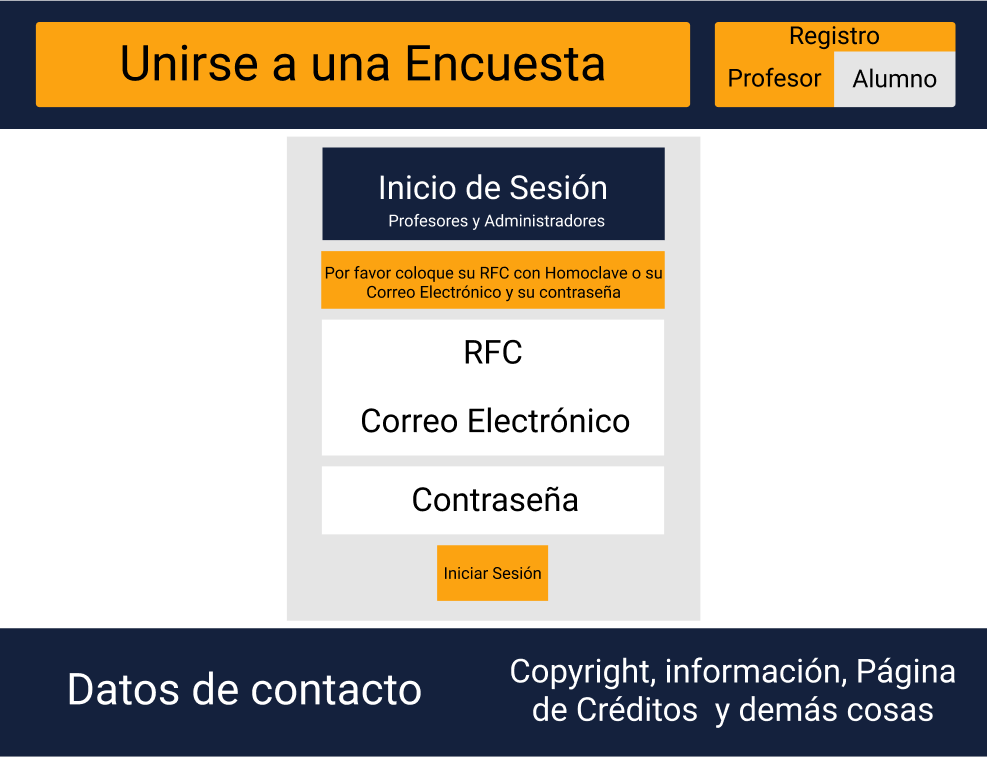 Unirse a una Encuesta
Registro
Profesor
Alumno
Inicio de Sesión
Profesores y Administradores
Por favor coloque su RFC con Homoclave o su
Correo Electrónico y su contraseña
RFC
Correo Electrónico
Contraseña
Iniciar Sesión
Datos de contacto
Copyright, información, Página
de Créditos  y demás cosas